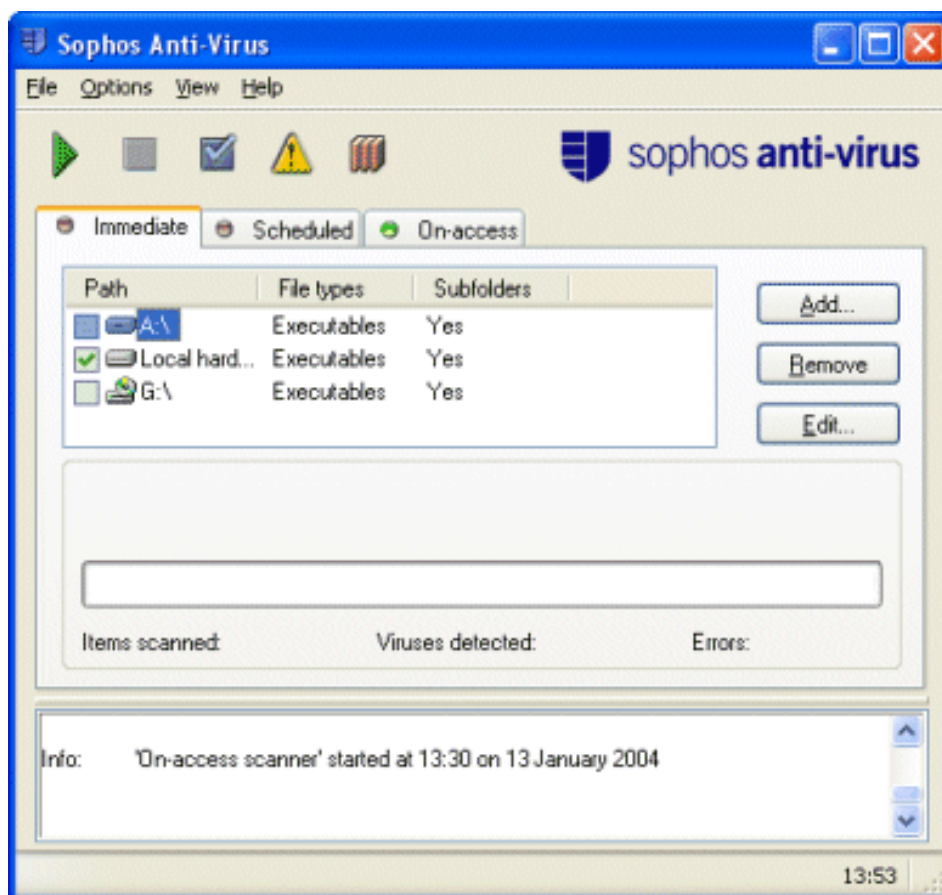 Sophos Anti-Virus
File Options View Help
sophos anti-virus
Immediate Scheduled On-access
Path File types Subfolders
A:\ Executables Yes
Local hard... Executables Yes
G:\ Executables Yes
Add...
Remove
Edit...
Items scanned: Viruses detected: Errors:
Info: 'On-access scanner' started at 13:30 on 13 January 2004
13:53